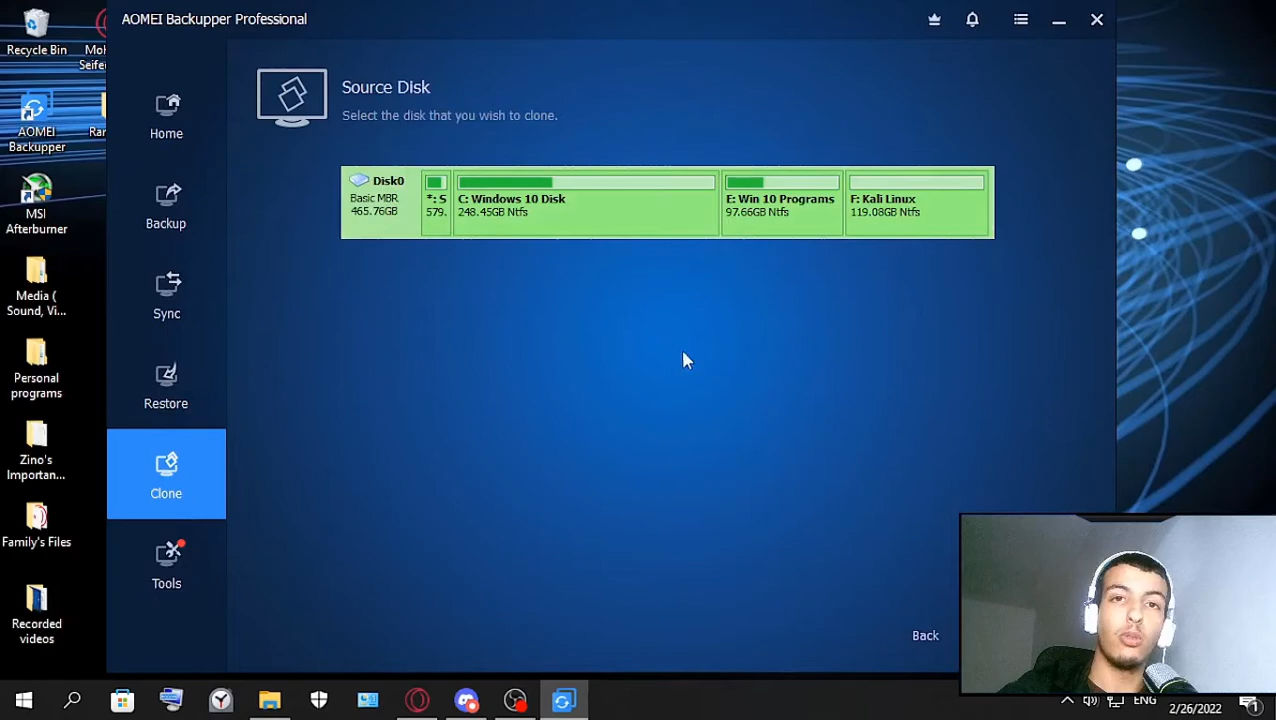 AOMEI Backupper Professional
Recycle Bin
Moh
Seife
AOMEI
Backupper
Ran
MSI
Afterburner
Media (
Sound, Vi...
Personal
programs
Zino's
Importan...
Family's Files
Recorded
videos
Home
Backup
Sync
Restore
Clone
Tools
Source Disk
Select the disk that you wish to clone.
Disk0
Basic MBR
465.76GB
*: S
579.
C: Windows 10 Disk
248.45GB Ntfs
E: Win 10 Programs
97.66GB Ntfs
F: Kali Linux
119.08GB Ntfs
Back
ENG
2/26/2022
1